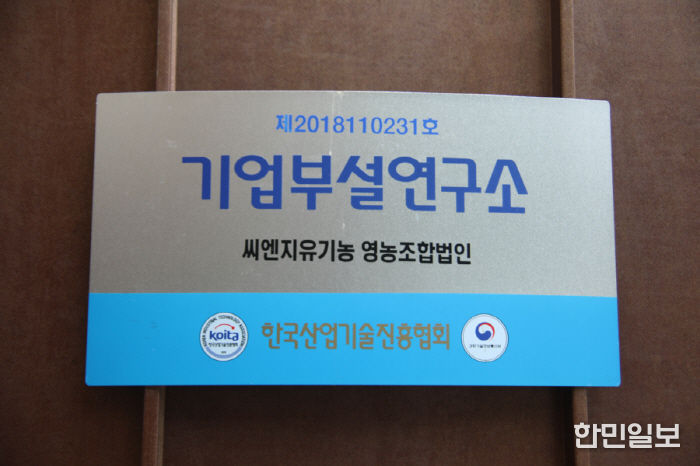 제2018110231호
기업부설연구소
씨엔지유기농 영농조합법인
koita
한국산업기술진흥협회
한민일보